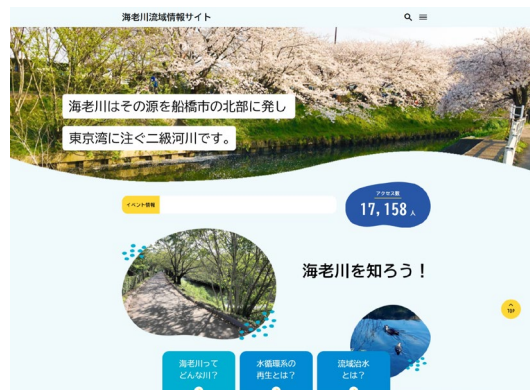 海老川流域情報サイト
海老川はその源を船橋市の北部に発し
東京湾に注ぐ二級河川です。
イベント情報
アクセス数
17,158人
海老川を知ろう！
TOP
海老川って
どんな川？
水循環系の
再生とは？
流域治水
とは？